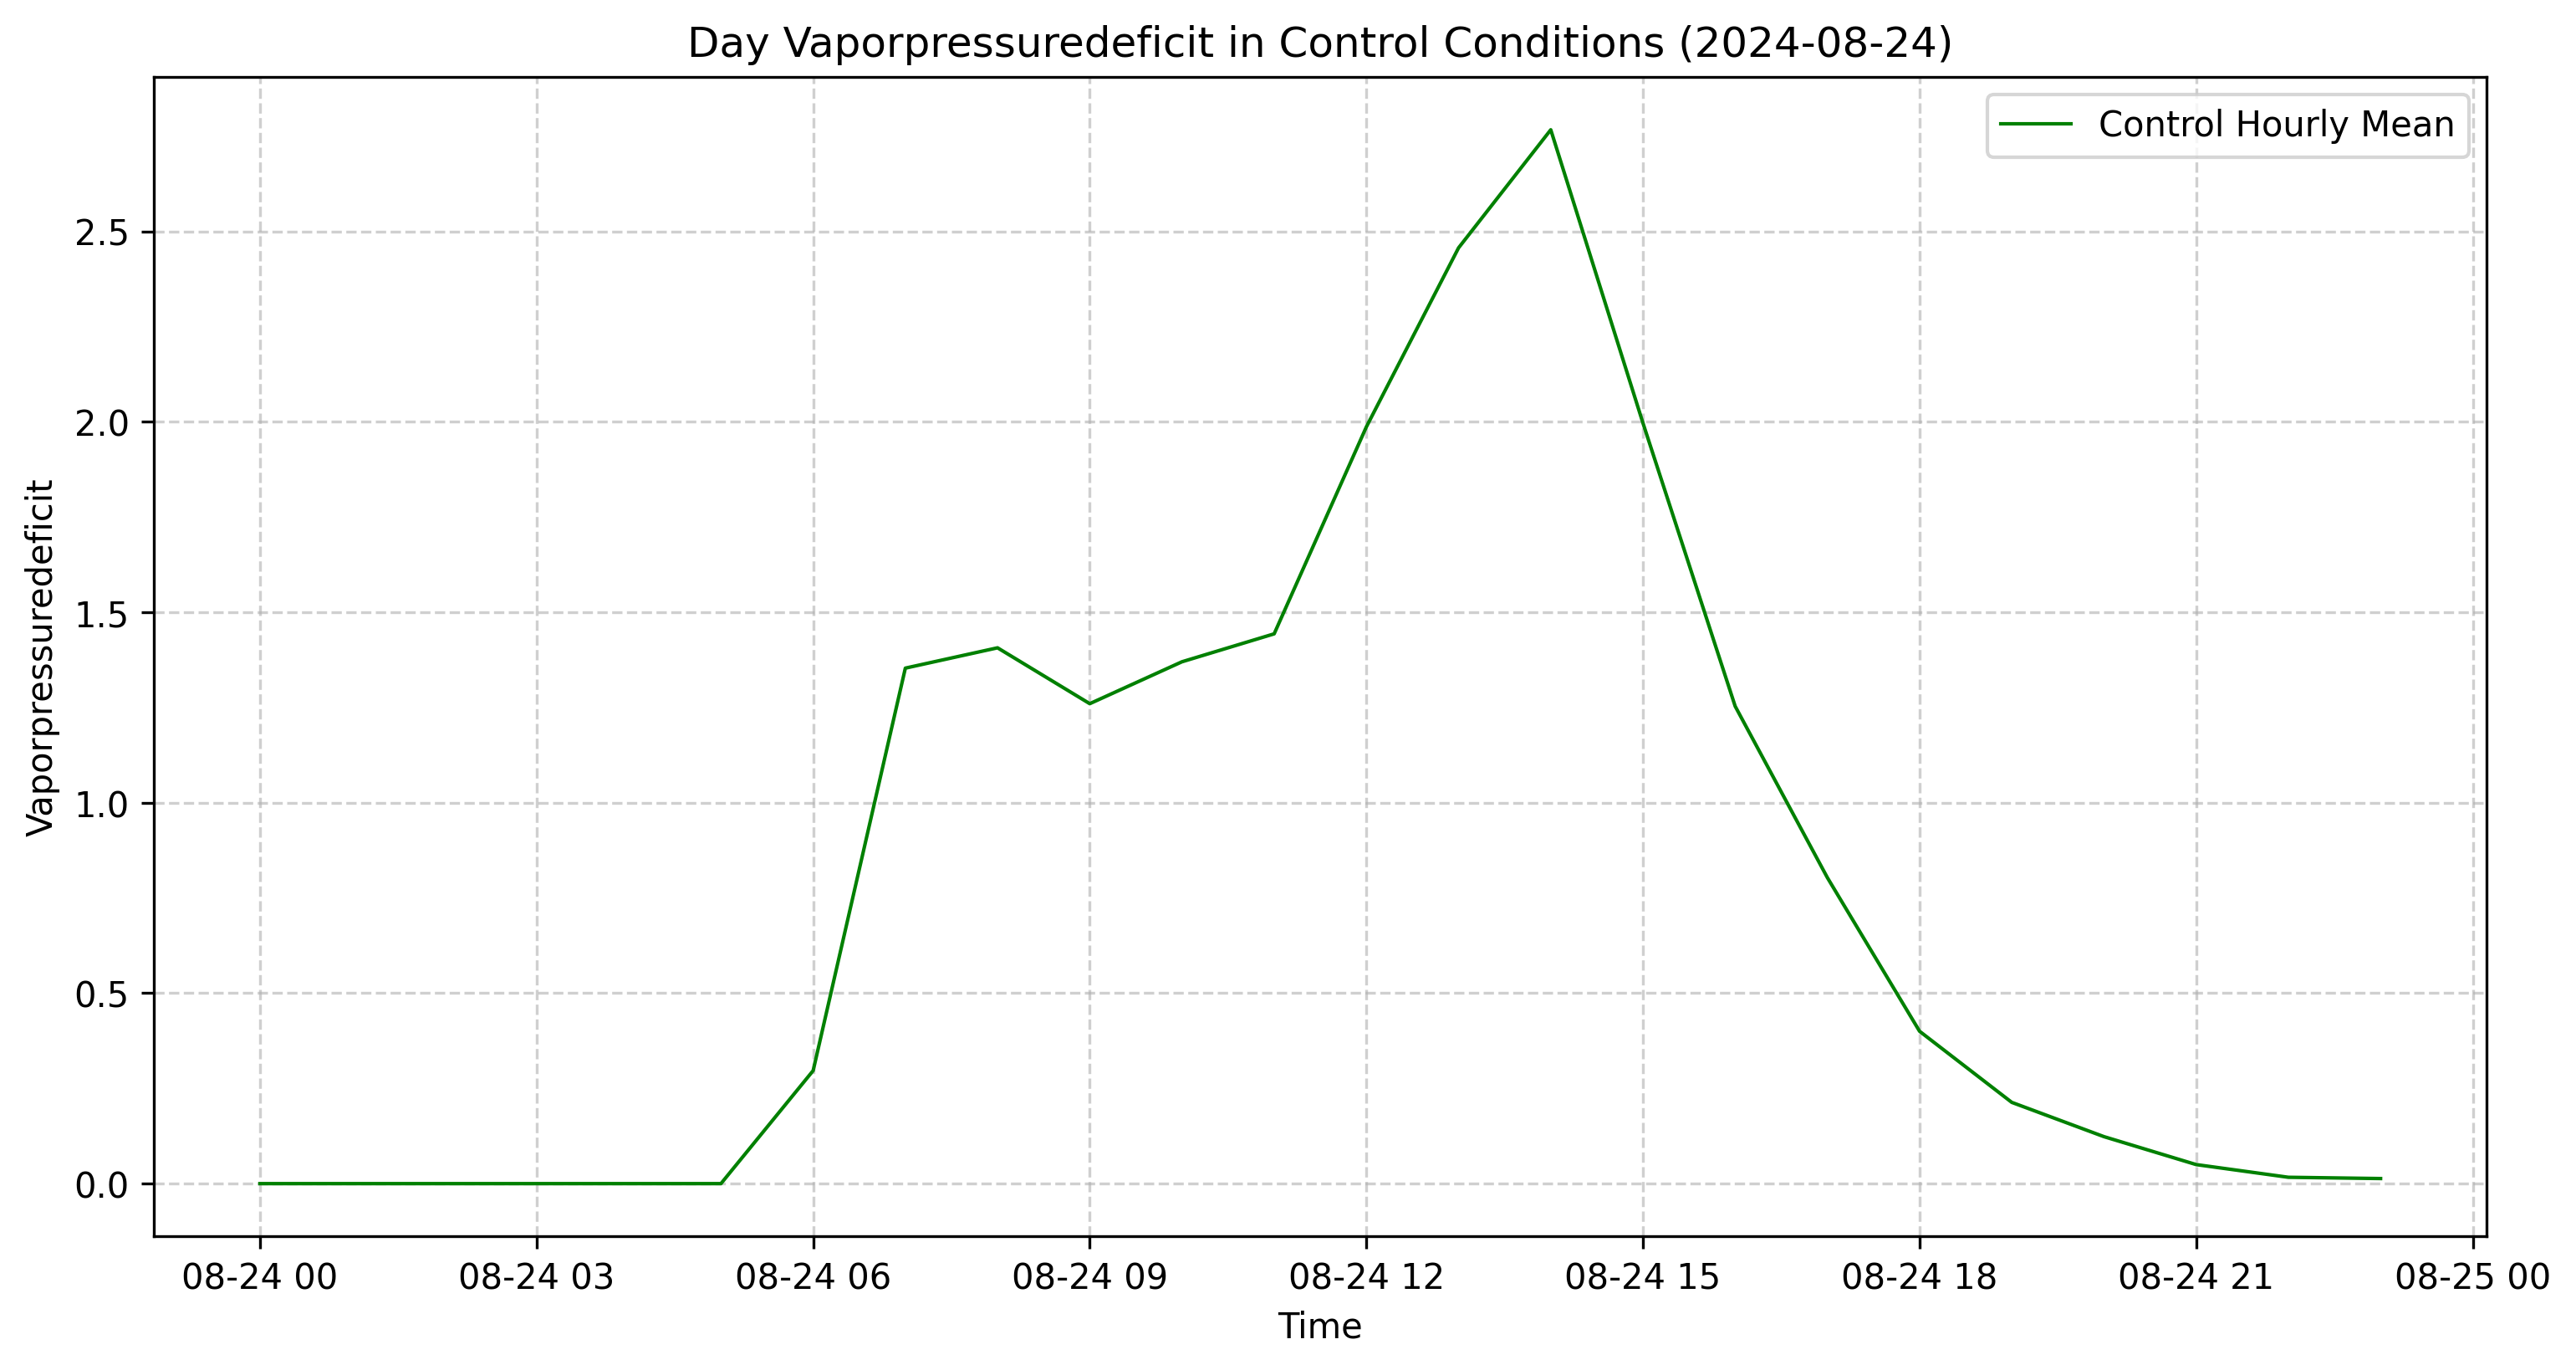 Day Vaporpressuredeficit in Control Conditions (2024-08-24)
Control Hourly Mean
Vaporpressuredeficit
2.5
2.0
1.5
1.0
0.5
0.0
08-24 00 08-24 03 08-24 06 08-24 09 08-24 12 08-24 15 08-24 18 08-24 21 08-25 00
Time